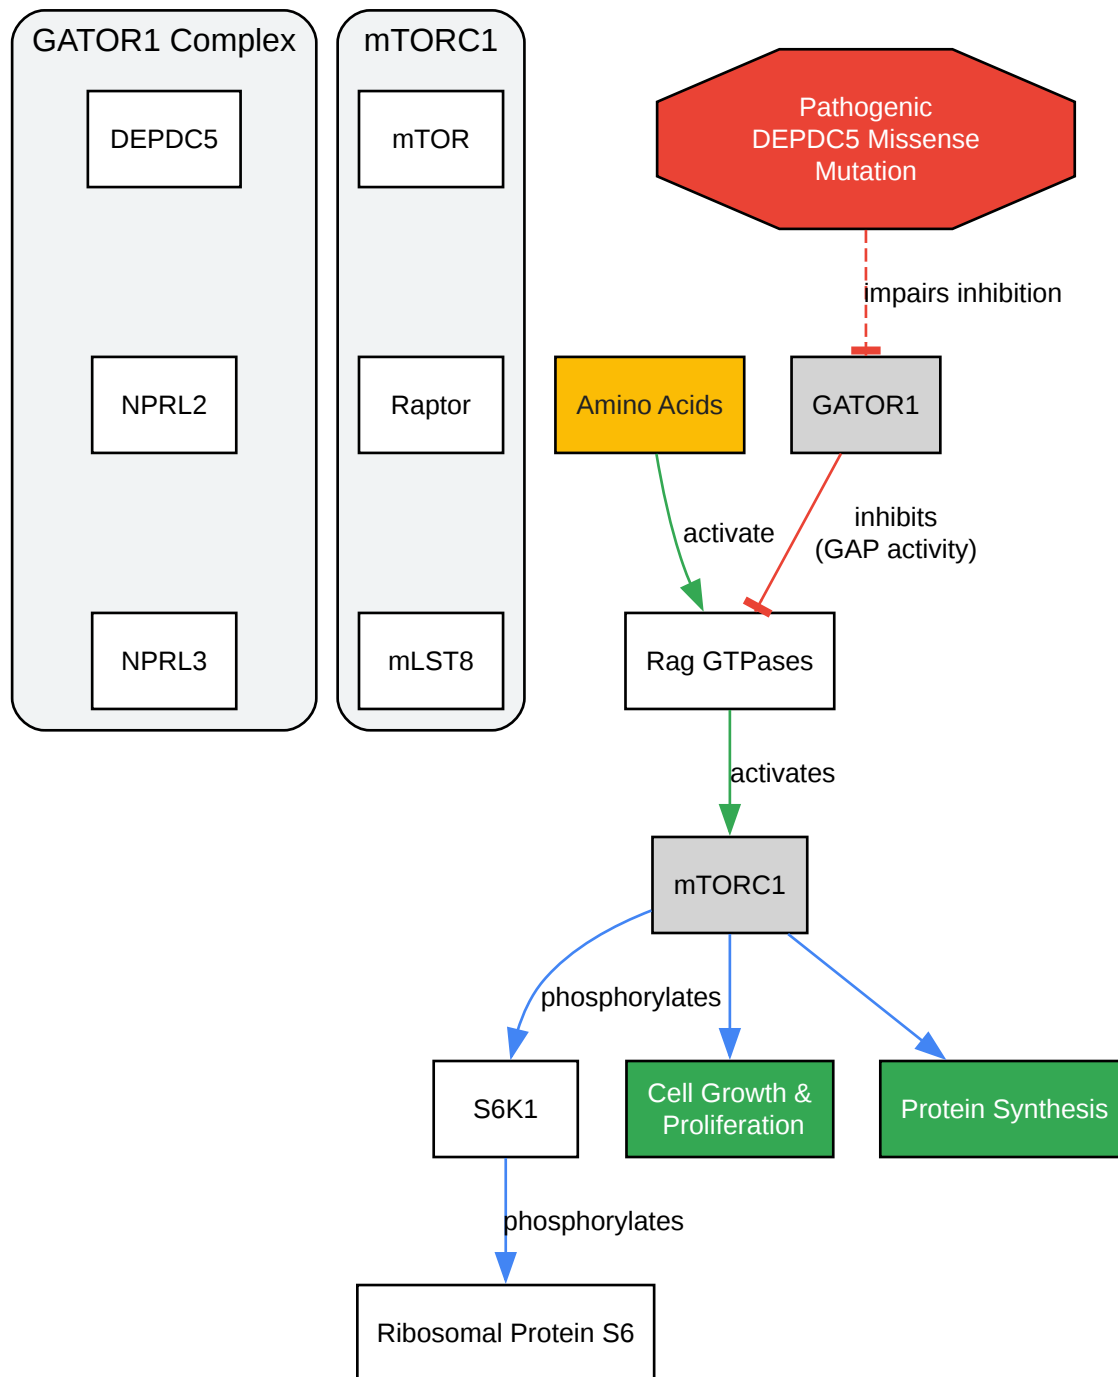 GATOR1 Complex
DEPDC5
NPRL2
NPRL3
mTORC1
mTOR
Raptor
mLST8
Pathogenic
DEPDC5 Missense
Mutation
impairs inhibition
Amino Acids
GATOR1
activate
inhibits
(GAP activity)
Rag GTPases
activates
mTORC1
phosphorylates
S6K1
Cell Growth &
Proliferation
Protein Synthesis
phosphorylates
Ribosomal Protein S6